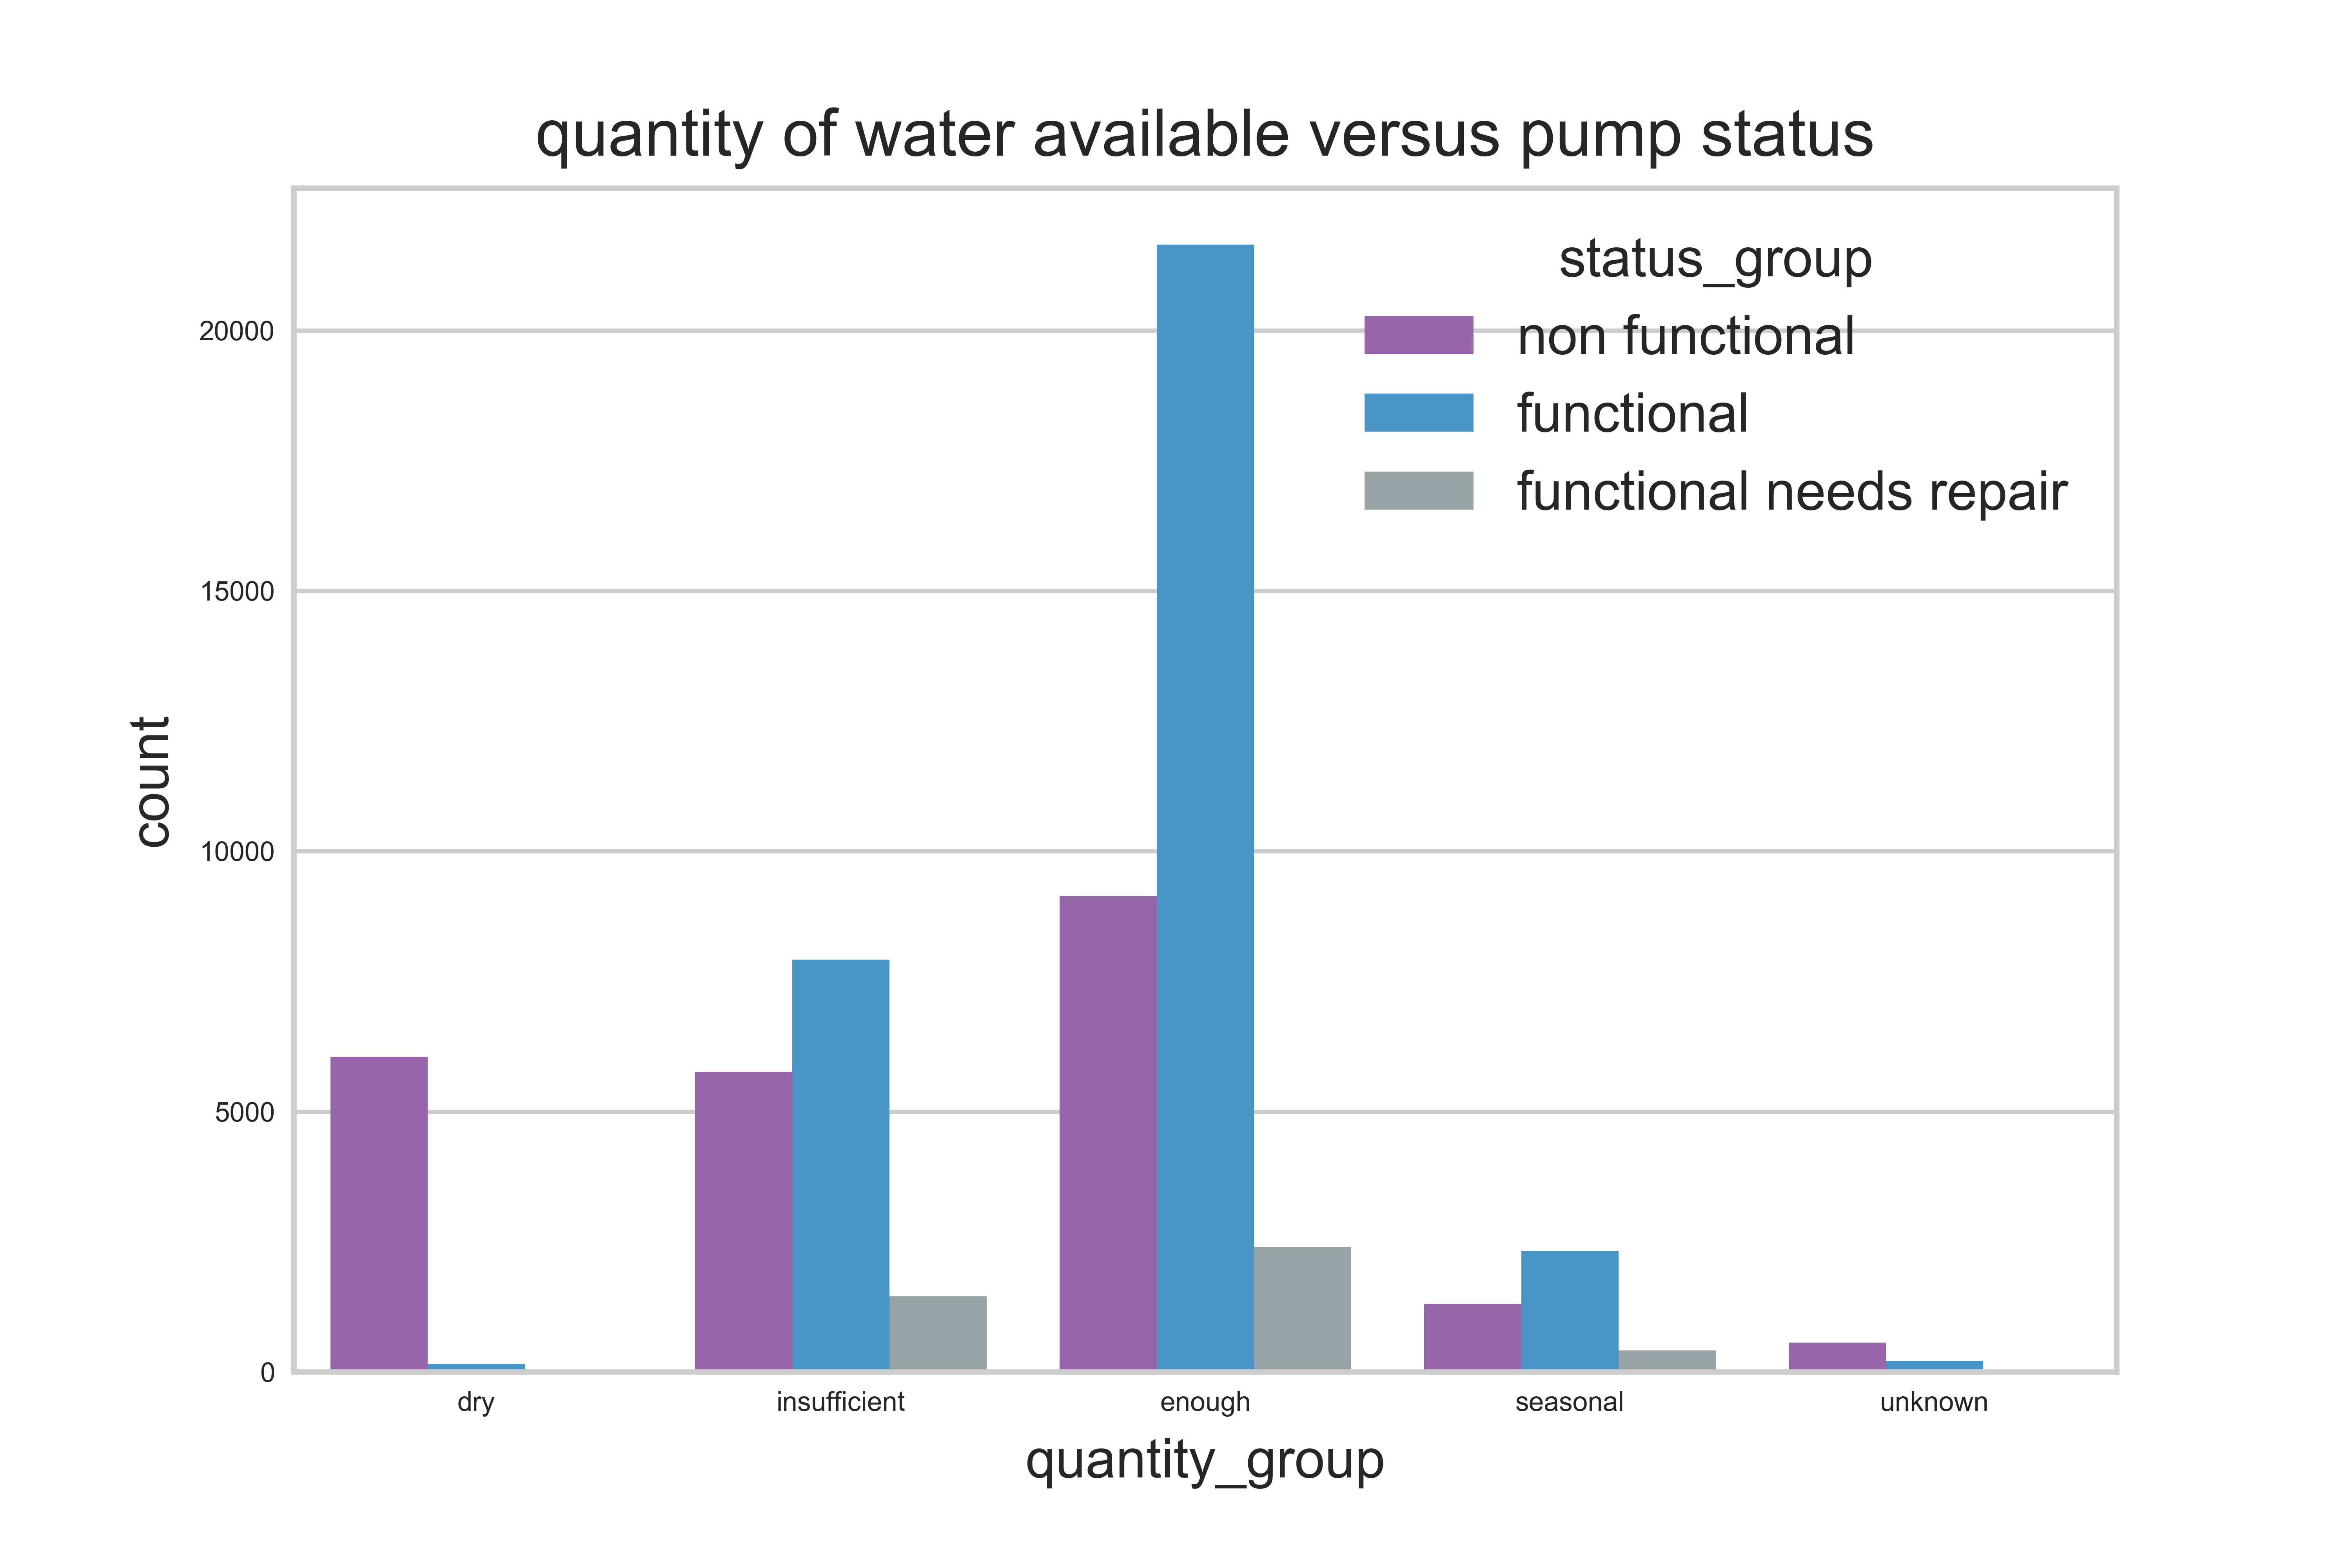 quantity of water available versus pump status
status_group
non functional
functional
functional needs repair
20000
15000
10000
5000
0
count
dry insufficient enough seasonal unknown
quantity_group